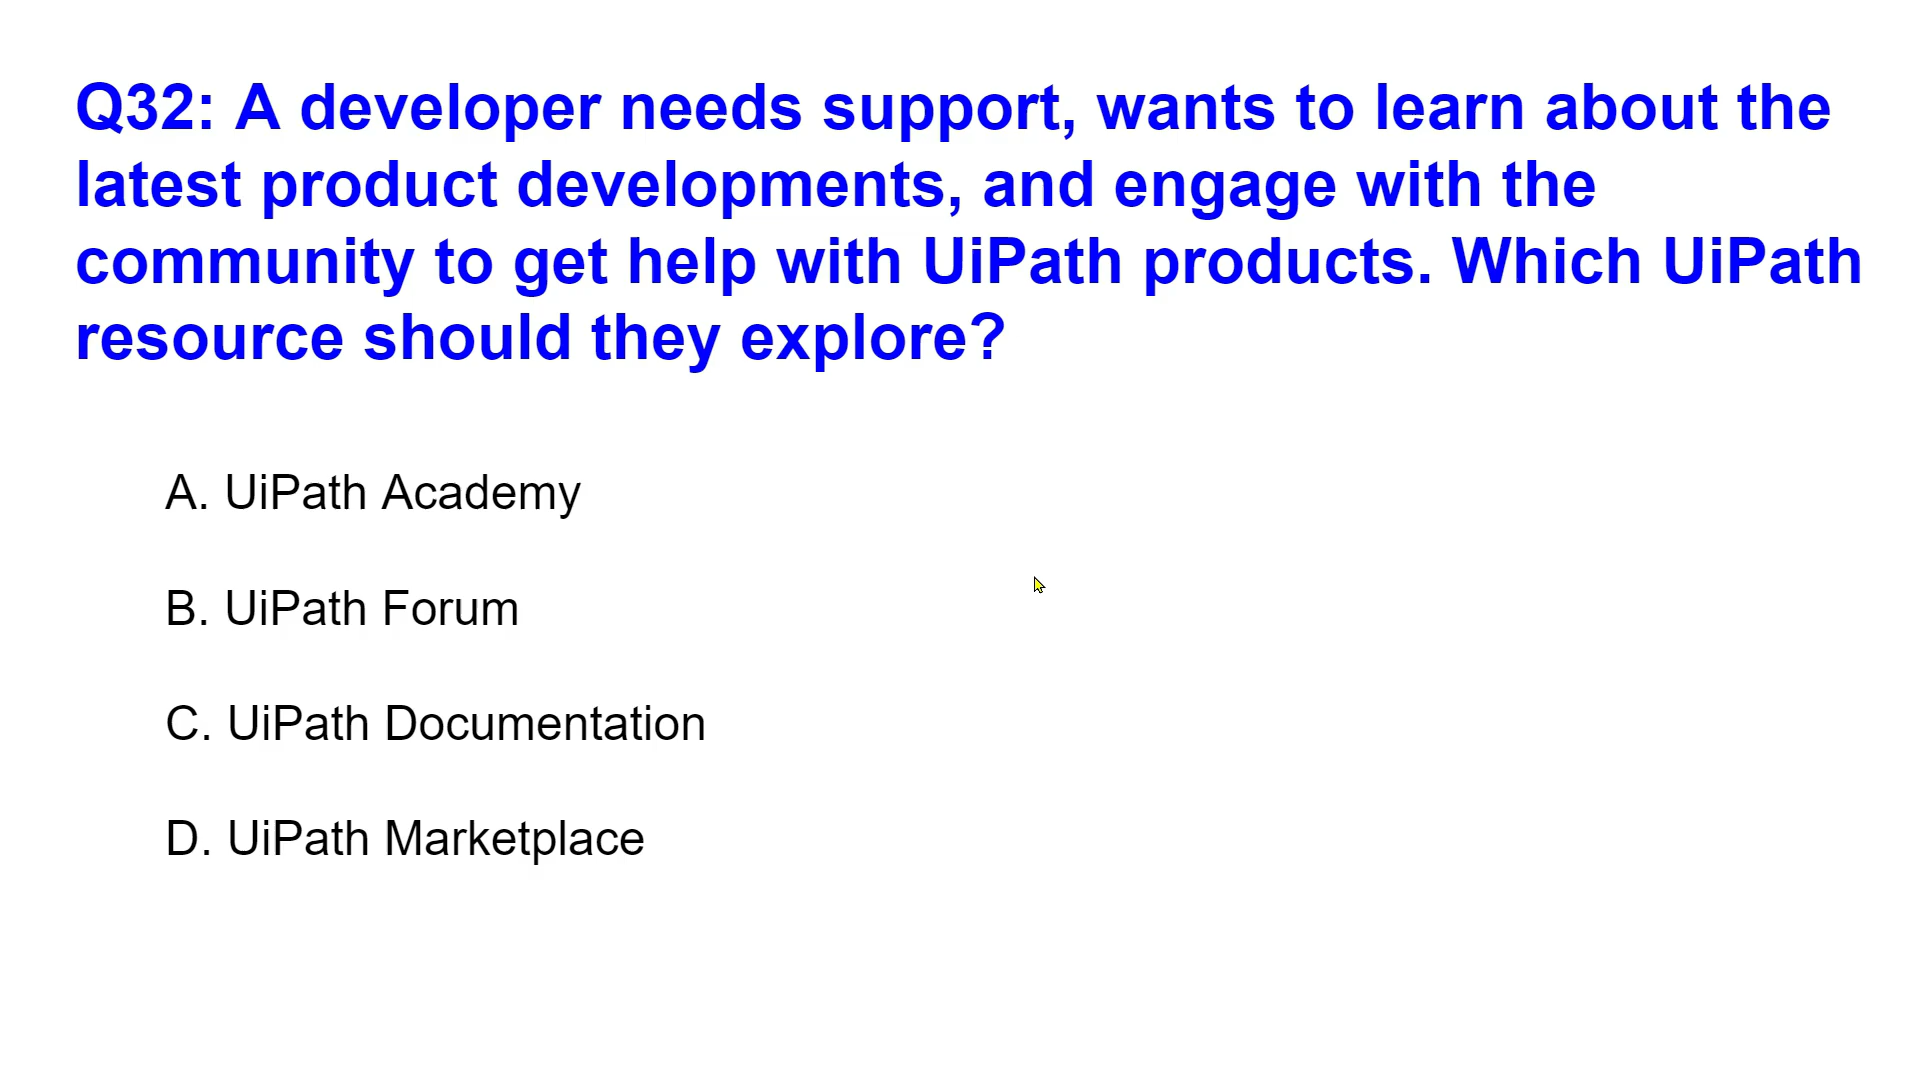 Q32: A developer needs support, wants to learn about the
latest product developments, and engage with the
community to get help with UiPath products. Which UiPath
resource should they explore?
A. UiPath Academy
B. UiPath Forum
C. UiPath Documentation
D. UiPath Marketplace